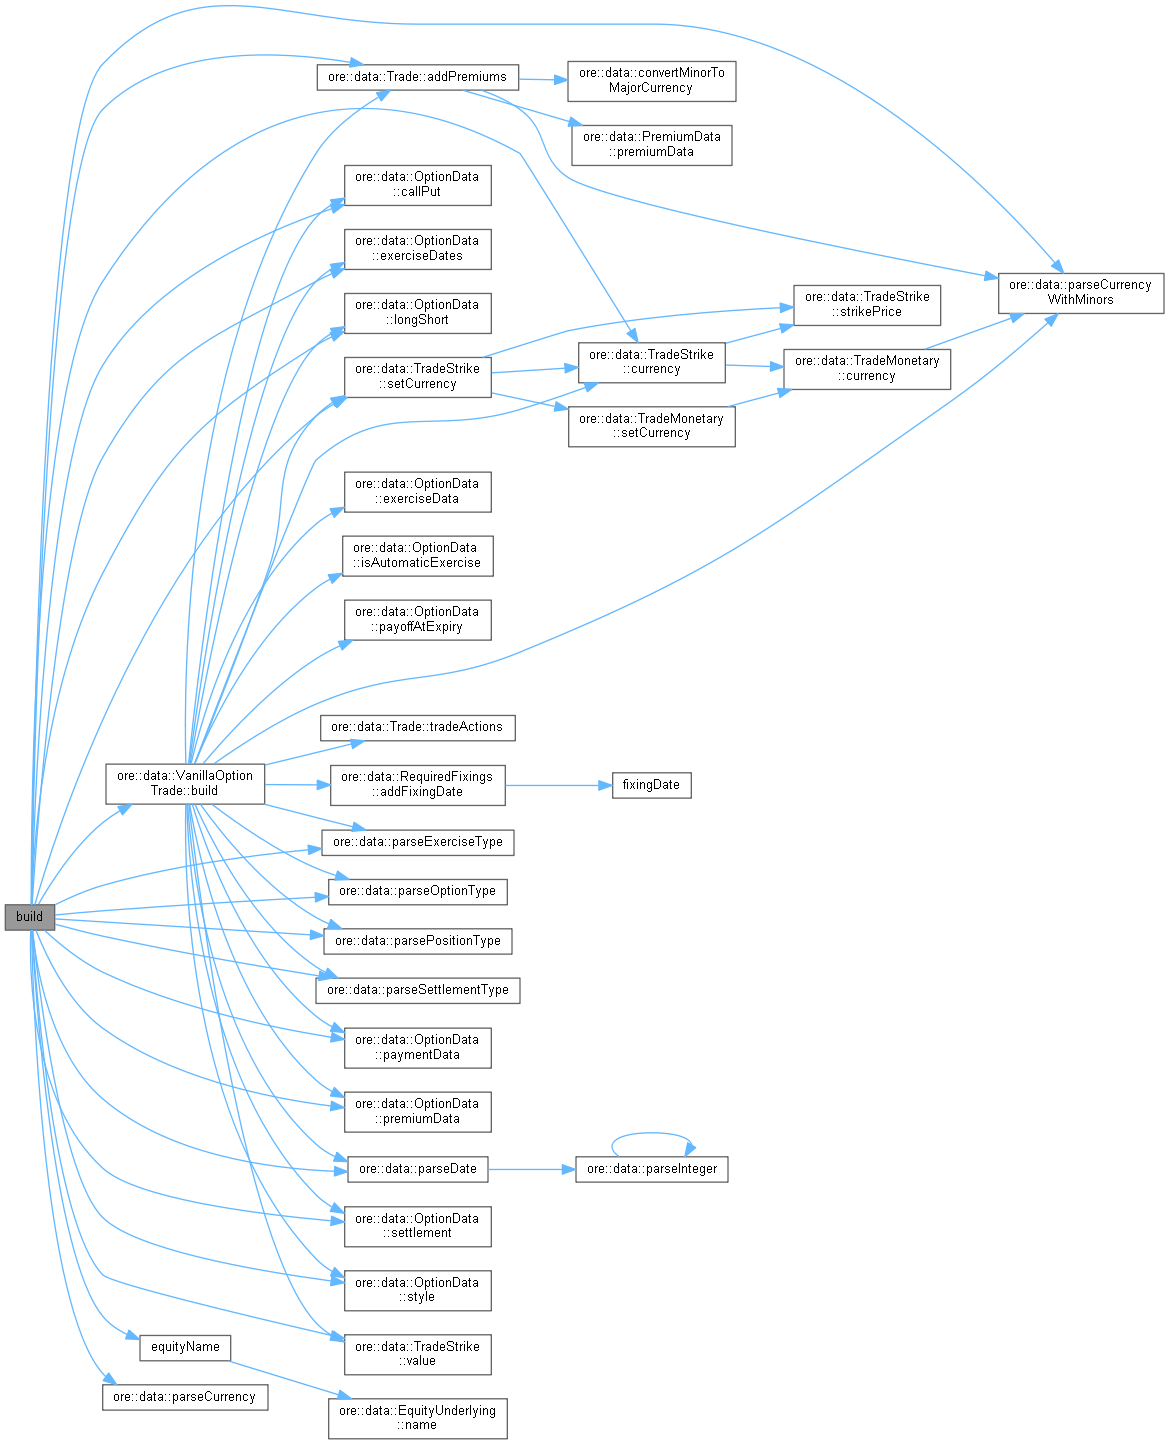 ore::data::Trade::addPremiums
ore::data::convertMinorTo
MajorCurrency
ore::data::PremiumData
::premiumData
ore::data::OptionData
::callPut
ore::data::OptionData
::exerciseDates
ore::data::OptionData
::longShort
ore::data::TradeStrike
::setCurrency
ore::data::TradeStrike
::currency
ore::data::TradeMonetary
::setCurrency
ore::data::TradeStrike
::strikePrice
ore::data::TradeMonetary
::currency
ore::data::parseCurrency
WithMinors
ore::data::OptionData
::exerciseData
ore::data::OptionData
::isAutomaticExercise
ore::data::OptionData
::payoffAtExpiry
ore::data::Trade::tradeActions
ore::data::VanillaOption
Trade::build
ore::data::RequiredFixings
::addFixingDate
fixingDate
ore::data::parseExerciseType
ore::data::parseOptionType
build
ore::data::parsePositionType
ore::data::parseSettlementType
ore::data::OptionData
::paymentData
ore::data::OptionData
::premiumData
ore::data::parseDate
ore::data::parseInteger
ore::data::OptionData
::settlement
ore::data::OptionData
::style
equityName
ore::data::TradeStrike
::value
ore::data::parseCurrency
ore::data::EquityUnderlying
::name